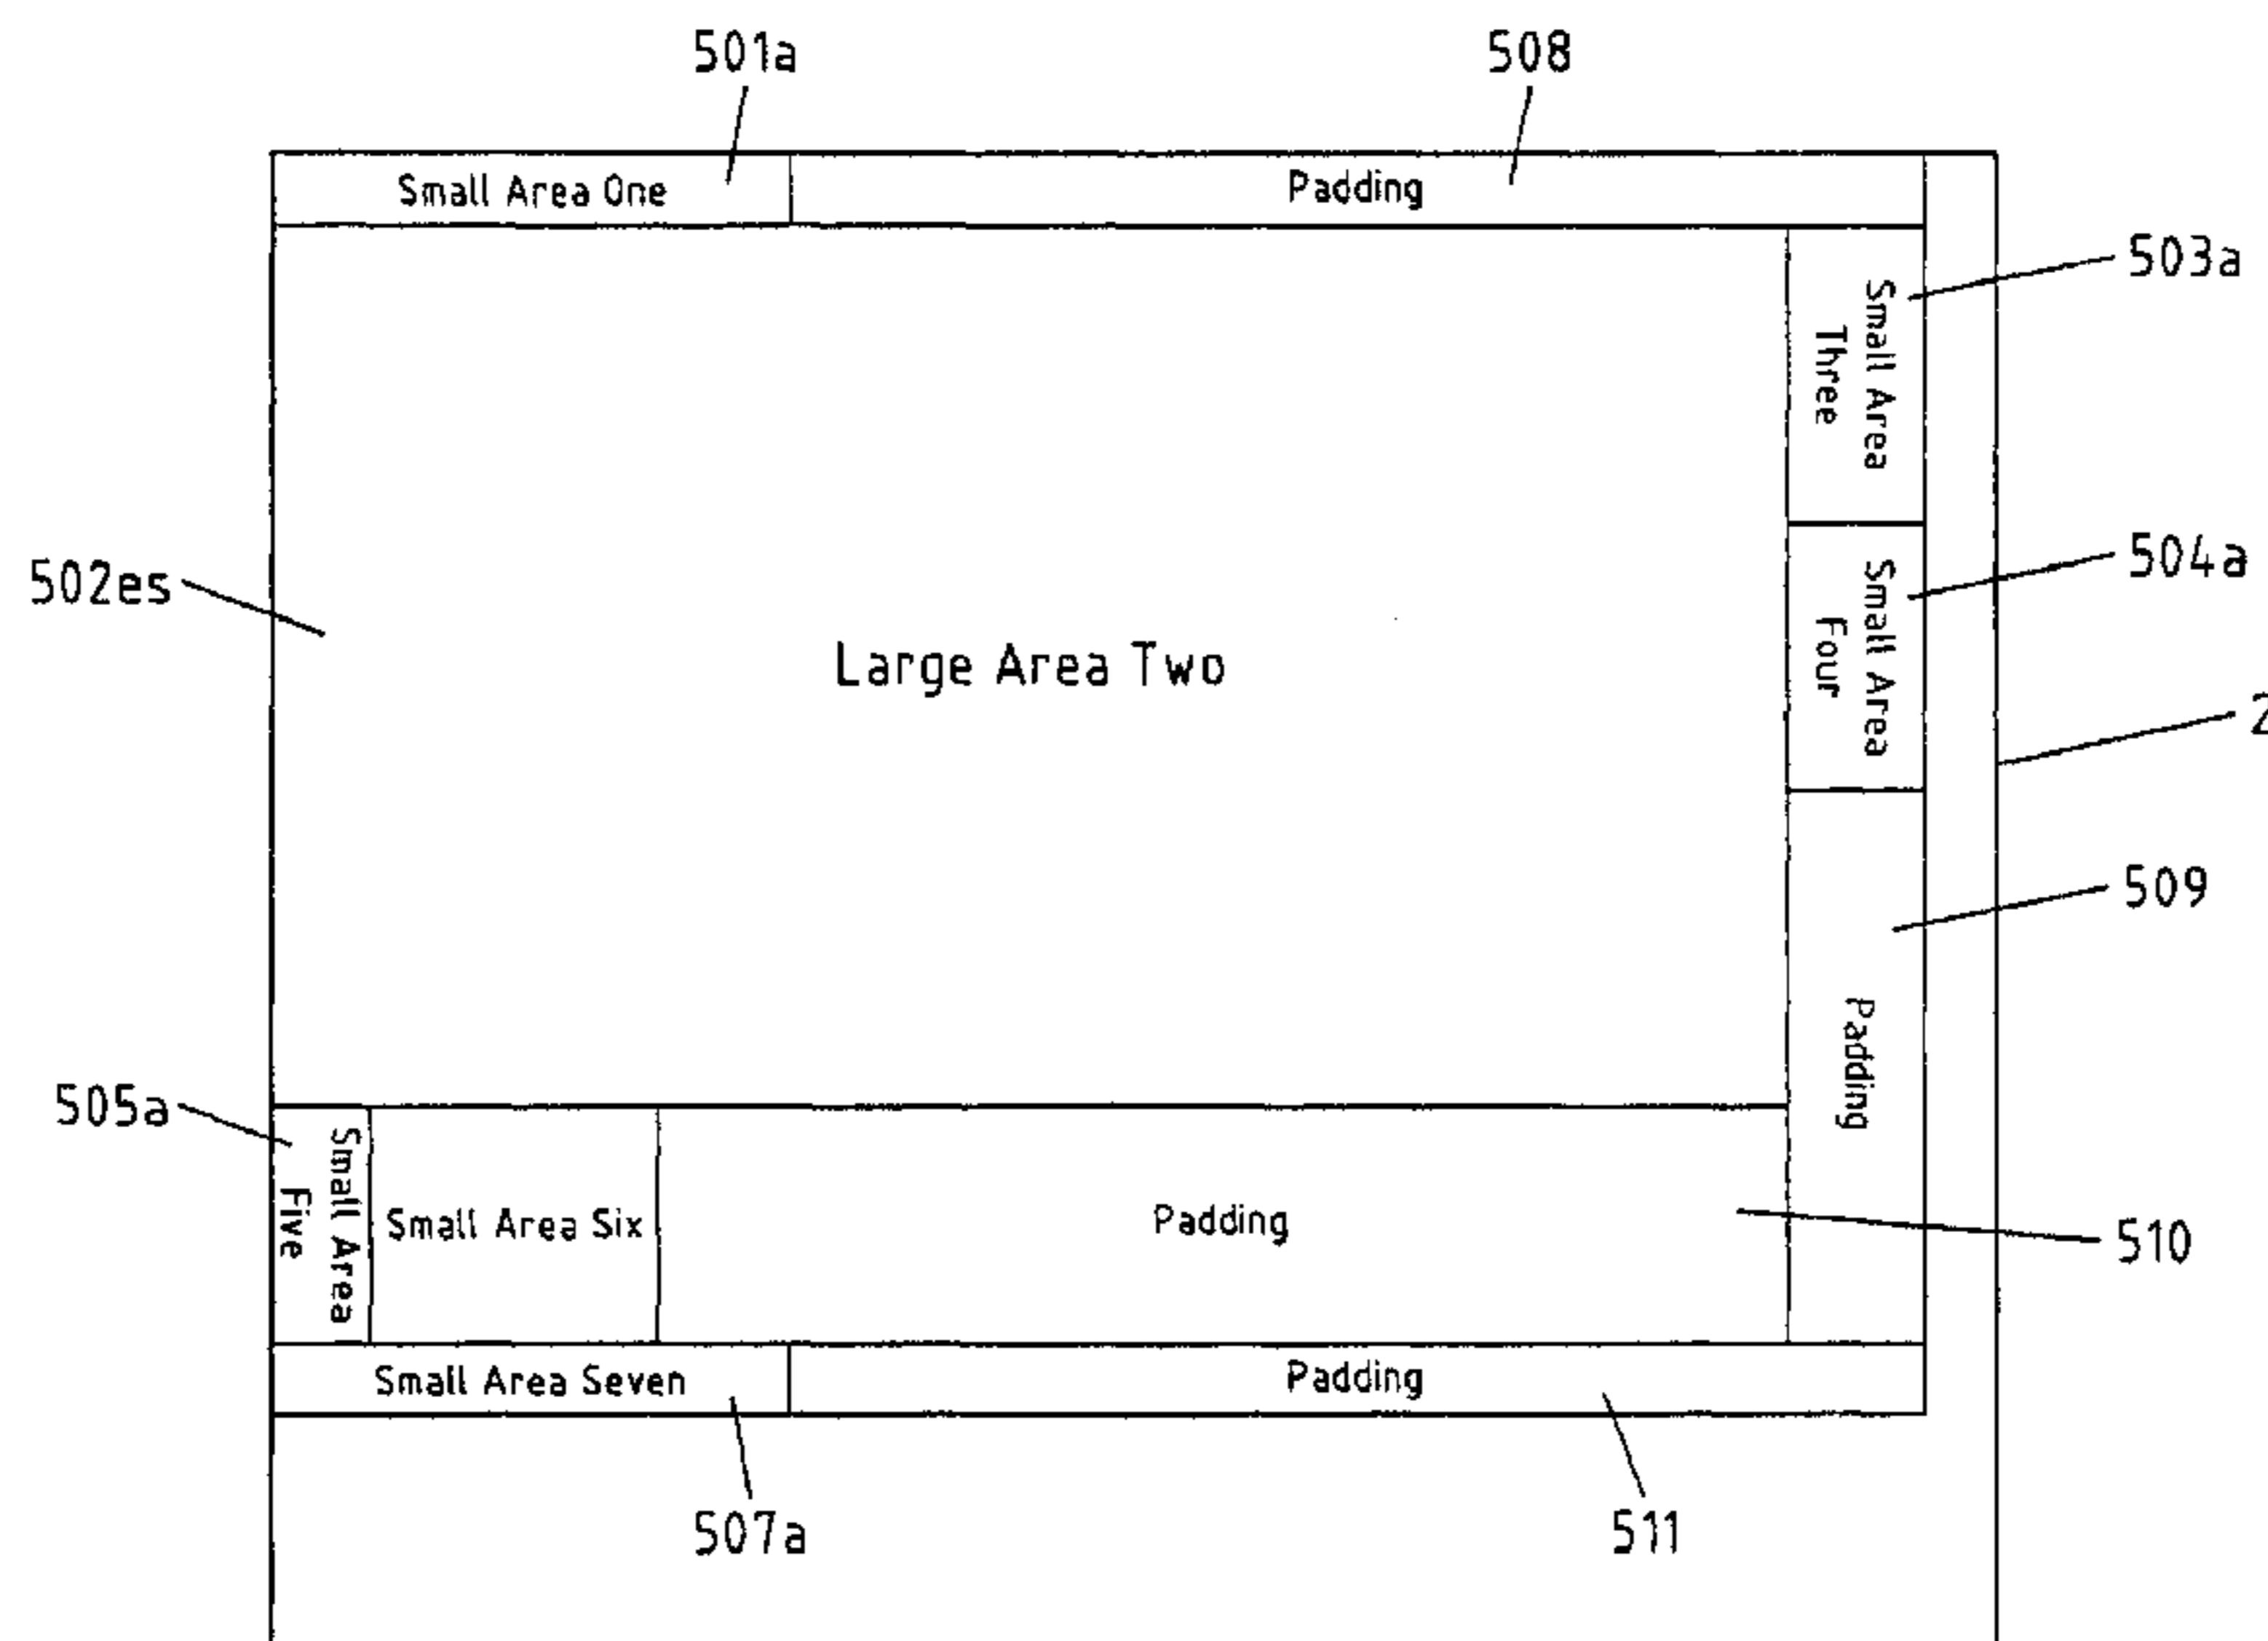 501a
508
Small Area One
Padding
503a
Small Area
Three
502es
Large Area Two
504a
Small Area
Four
2
509
Padding
505a
Small Area
Five
Small Area Six
Padding
510
Small Area Seven
Padding
507a
511